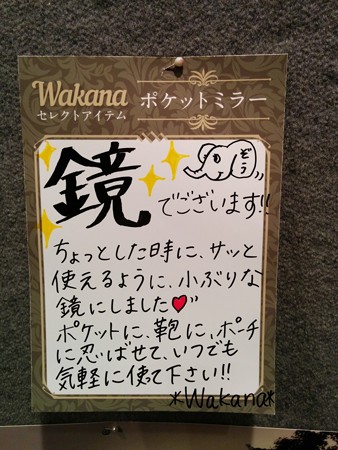 Wakana
セレクトアイテム
ポケットミラー
ぞう
鏡
でございます!!
ちょっとした時に、サッと
使えるように、小ぶりな
鏡にしました♥
ポケットに、鞄に、ポーチ
に忍ばせて、いつでも
気軽に使って下さい!!
*Wakana*